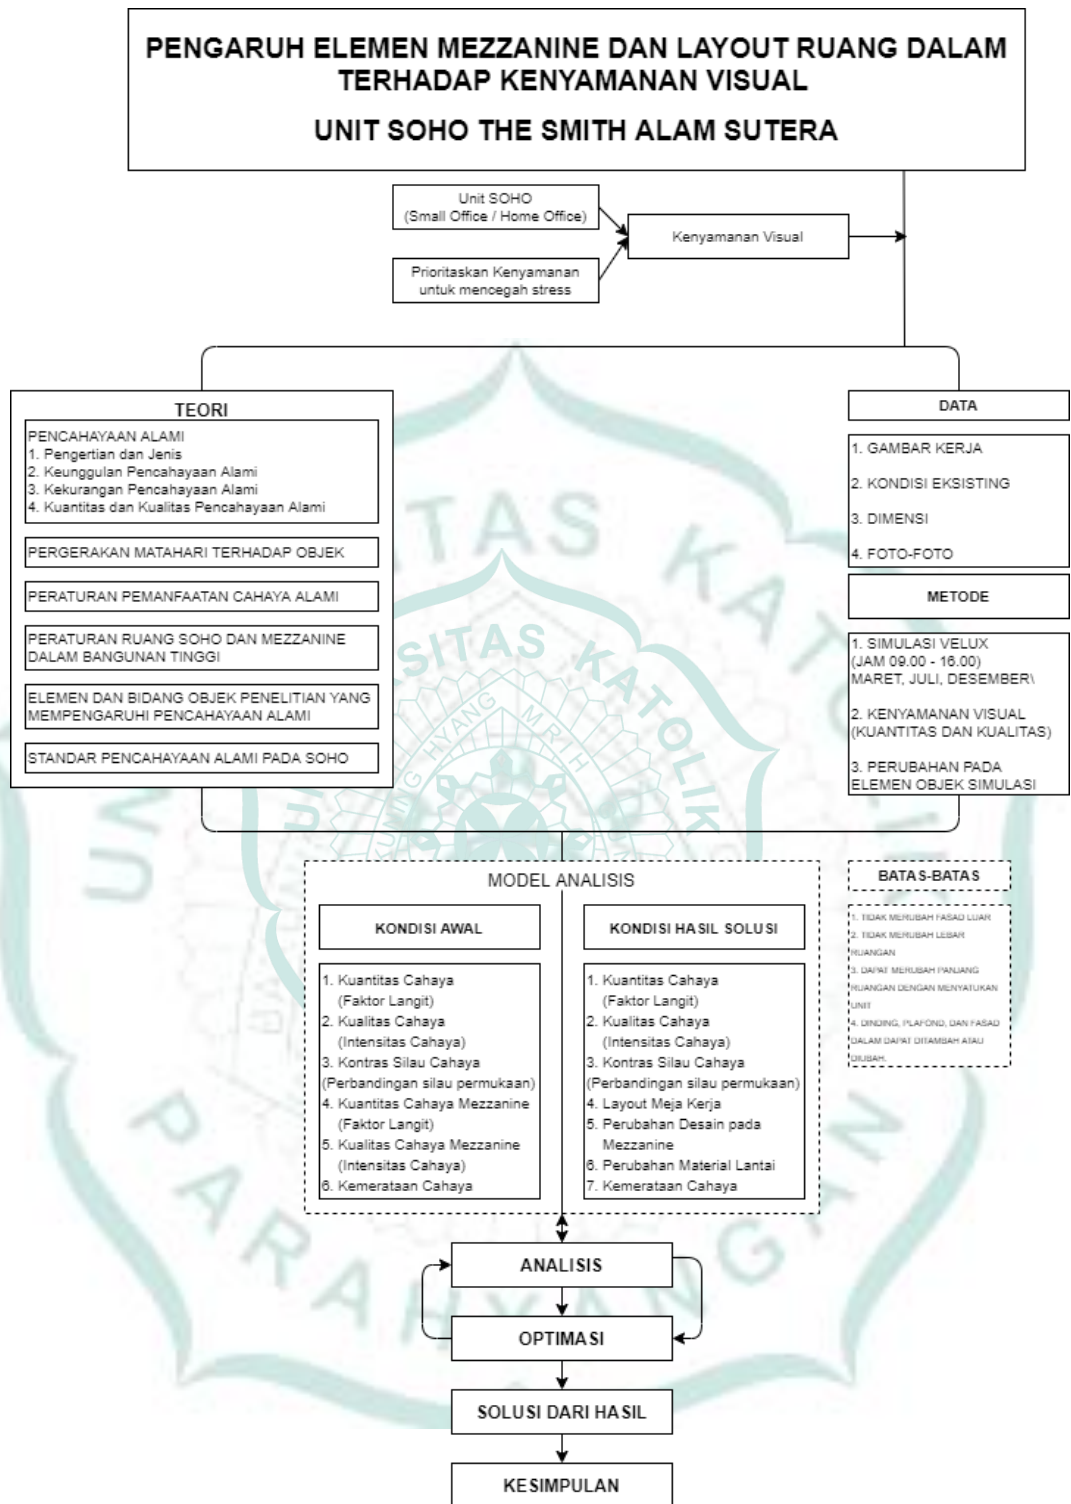 PENGARUH ELEMEN MEZZANINE DAN LAYOUT RUANG DALAM
TERHADAP KENYAMANAN VISUAL
UNIT SOHO THE SMITH ALAM SUTERA
Unit SOHO
(Small Office / Home Office)
Kenyamanan Visual
Prioritaskan Kenyamanan
untuk mencegah stress
TEORI
PENCAHAYAAN ALAMI
1. Pengertian dan Jenis
2. Keunggulan Pencahayaan Alami
3. Kekurangan Pencahayaan Alami
4. Kuantitas dan Kualitas Pencahayaan Alami
PERGERAKAN MATAHARI TERHADAP OBJEK
PERATURAN PEMANFAATAN CAHAYA ALAMI
PERATURAN RUANG SOHO DAN MEZZANINE
DALAM BANGUNAN TINGGI
ELEMEN DAN BIDANG OBJEK PENELITIAN YANG
MEMPENGARUHI PENCAHAYAAN ALAMI
STANDAR PENCAHAYAAN ALAMI PADA SOHO
DATA
1. GAMBAR KERJA
2. KONDISI EKSISTING
3. DIMENSI
4. FOTO-FOTO
METODE
1. SIMULASI VELUX
(JAM 09.00 - 16.00)
MARET, JULI, DESEMBER\
2. KENYAMANAN VISUAL
(KUANTITAS DAN KUALITAS)
3. PERUBAHAN PADA
ELEMEN OBJEK SIMULASI
MODEL ANALISIS
KONDISI AWAL
1. Kuantitas Cahaya
(Faktor Langit)
2. Kualitas Cahaya
(Intensitas Cahaya)
3. Kontras Silau Cahaya
(Perbandingan silau permukaan)
4. Kuantitas Cahaya Mezzanine
(Faktor Langit)
5. Kualitas Cahaya Mezzanine
(Intensitas Cahaya)
6. Kemerataan Cahaya
KONDISI HASIL SOLUSI
1. Kuantitas Cahaya
(Faktor Langit)
2. Kualitas Cahaya
(Intensitas Cahaya)
3. Kontras Silau Cahaya
(Perbandingan silau permukaan)
4. Layout Meja Kerja
5. Perubahan Desain pada
Mezzanine
6. Perubahan Material Lantai
7. Kemerataan Cahaya
BATAS-BATAS
1. TIDAK MERUBAH FASAD LUAR
2. TIDAK MERUBAH LEBAR
RUANGAN
3. DAPAT MERUBAH PANJANG
RUANGAN DENGAN MENYATUKAN
UNIT
4. DINDING, PLAFOND, DAN FASAD
DALAM DAPAT DITAMBAH ATAU
DIUBAH.
ANALISIS
OPTIMASI
SOLUSI DARI HASIL
KESIMPULAN
UNIVERSITAS KATOLIK
PARAHYANGAN